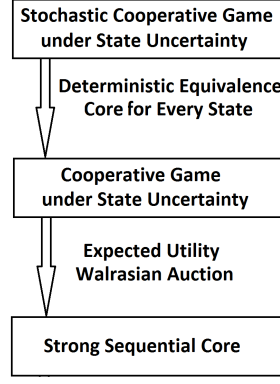 Stochastic Cooperative Game
under State Uncertainty
Deterministic Equivalence
Core for Every State
Cooperative Game
under State Uncertainty
Expected Utility
Walrasian Auction
Strong Sequential Core